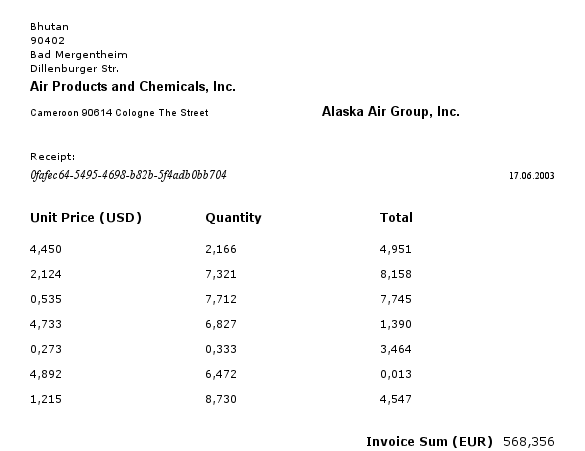 Bhutan
90402
Bad Mergentheim
Dillenburger Str.
Air Products and Chemicals, Inc.
Cameroon 90614 Cologne The Street Alaska Air Group, Inc.
Receipt:
0fafec64-5495-4698-b82b-5f4adb0bb704 17.06.2003
Unit Price (USD) Quantity Total
4,450 2,166 4,951
2,124 7,321 8,158
0,535 7,712 7,745
4,733 6,827 1,390
0,273 0,333 3,464
4,892 6,472 0,013
1,215 8,730 4,547
Invoice Sum (EUR) 568,356